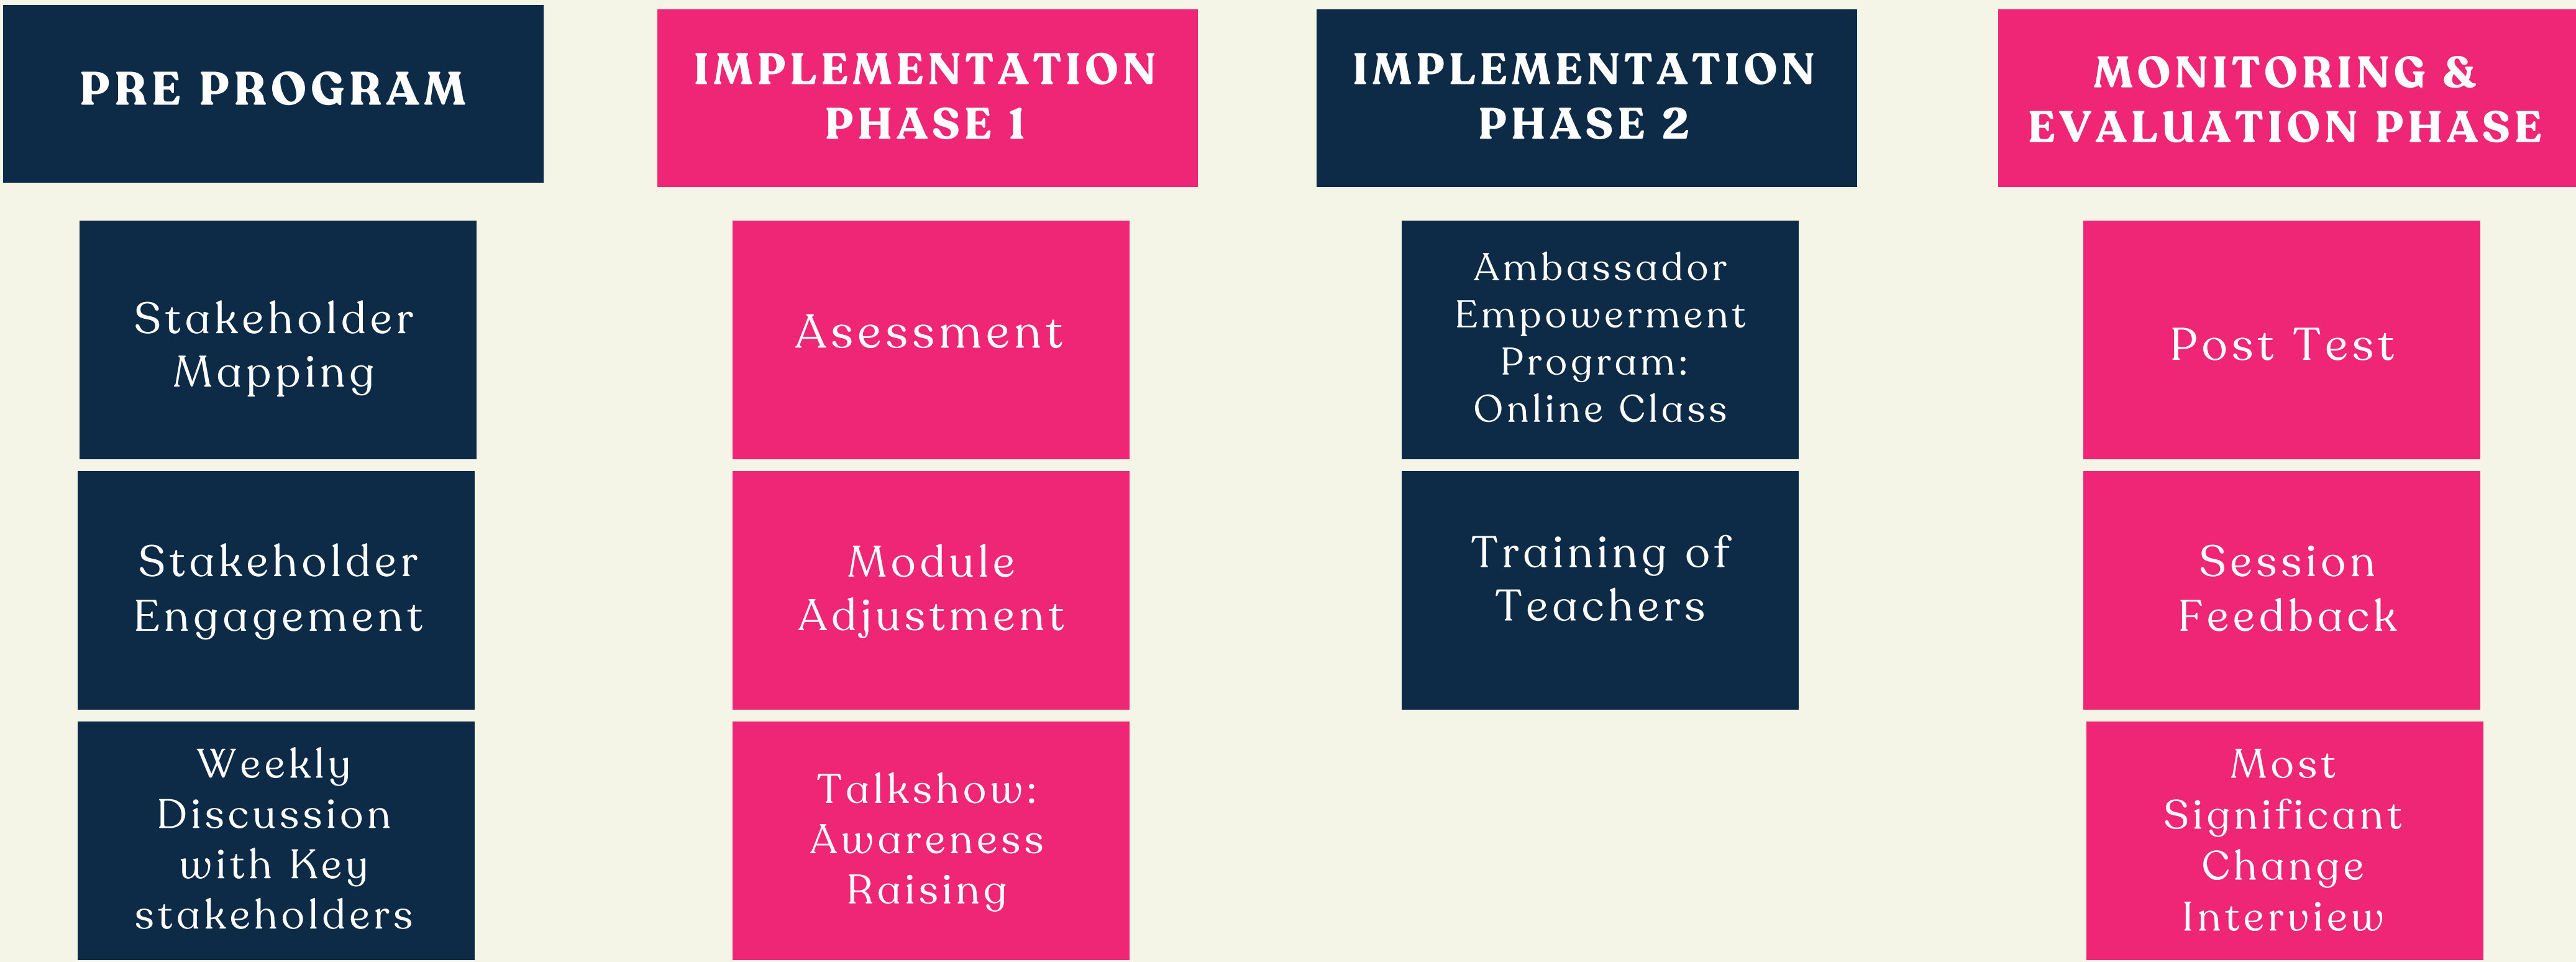 PRE PROGRAM
Stakeholder
Mapping
Stakeholder
Engagement
Weekly
Discussion
with Key
stakeholders
IMPLEMENTATION
PHASE 1
Asessment
Module
Adjustment
Talkshow:
Awareness
Raising
IMPLEMENTATION
PHASE 2
Ambassador
Empowerment
Program:
Online Class
Training of
Teachers
MONITORING &
EVALUATION PHASE
Post Test
Session
Feedback
Most
Significant
Change
Interview